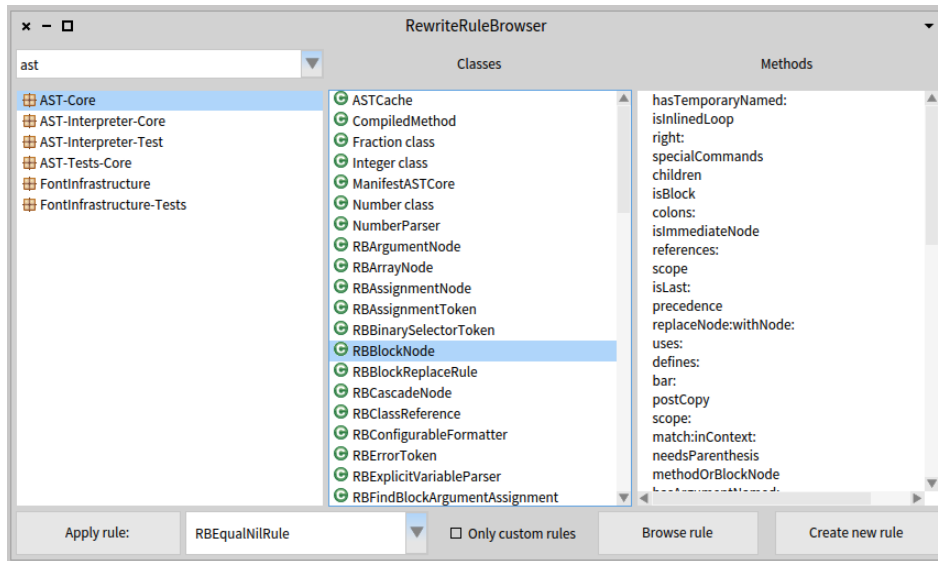 RewriteRuleBrowser
ast
Classes
Methods
AST-Core
AST-Interpreter-Core
AST-Interpreter-Test
AST-Tests-Core
FontInfrastructure
FontInfrastructure-Tests
ASTCache
CompiledMethod
Fraction class
Integer class
ManifestASTCore
Number class
NumberParser
RBArgumentNode
RBArrayNode
RBAssignmentNode
RBAssignmentToken
RBBinarySelectorToken
RBBlockNode
RBBlockReplaceRule
RBCascadeNode
RBClassReference
RBConfigurableFormatter
RBErrorToken
RBExplicitVariableParser
RBFindBlockArgumentAssignment
hasTemporaryNamed:
isInlinedLoop
right:
specialCommands
children
isBlock
colons:
isImmediateNode
references:
scope
isLast:
precedence
replaceNode:withNode:
uses:
defines:
bar:
postCopy
scope:
match:inContext:
needsParenthesis
methodOrBlockNode
Apply rule:
RBEqualNilRule
Only custom rules
Browse rule
Create new rule